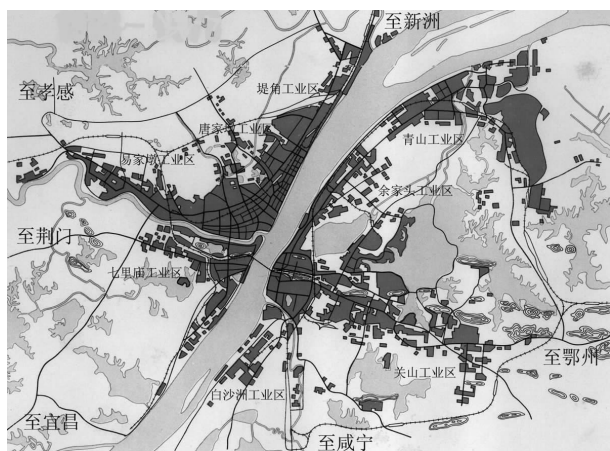 至新洲
至孝感
堤角工业区
唐家墩工业区
青山工业区
易家墩工业区
余家头工业区
至荆门
七里庙工业区
至鄂州
关山工业区
白沙洲工业区
至宜昌
至咸宁